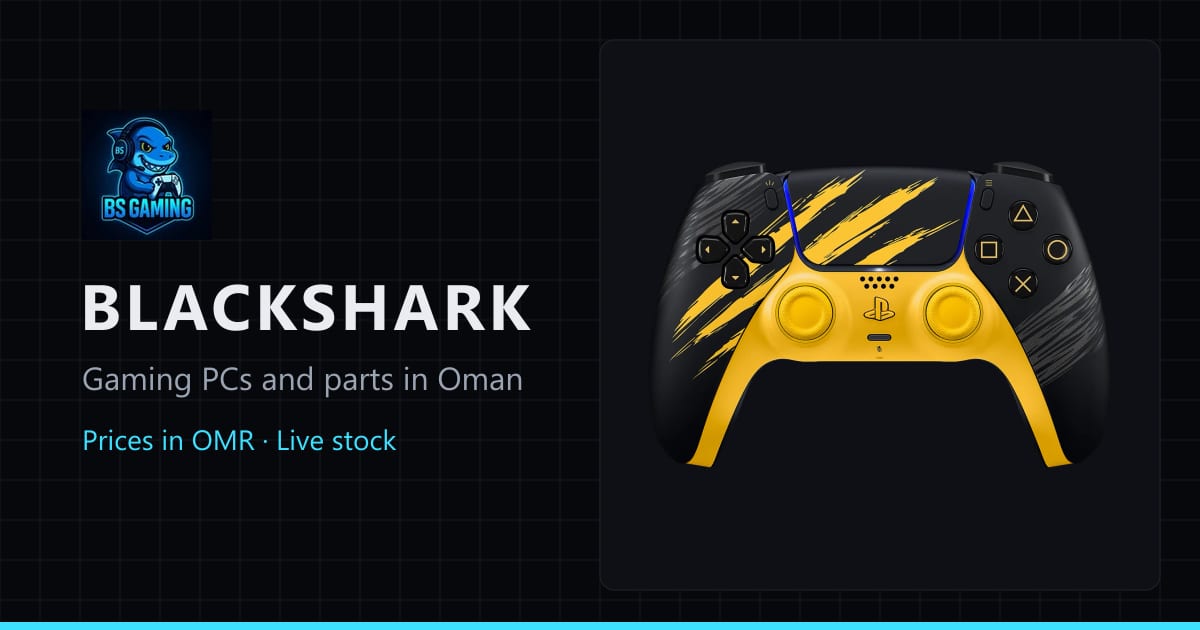 BS
BS GAMING
BLACKSHARK
Gaming PCs and parts in Oman
Prices in OMR · Live stock